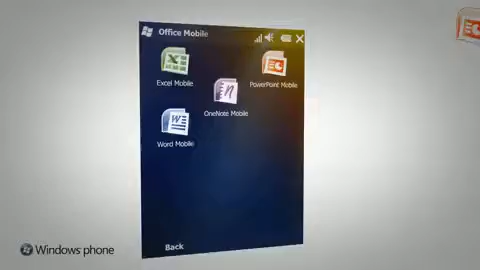 Office Mobile
Excel Mobile
PowerPoint Mobile
OneNote Mobile
Word Mobile
Back
Windows phone